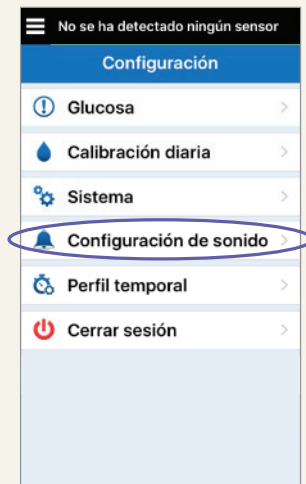 No se ha detectado ningún sensor
Configuración
Glucosa
Calibración diaria
Sistema
Configuración de sonido
Perfil temporal
Cerrar sesión